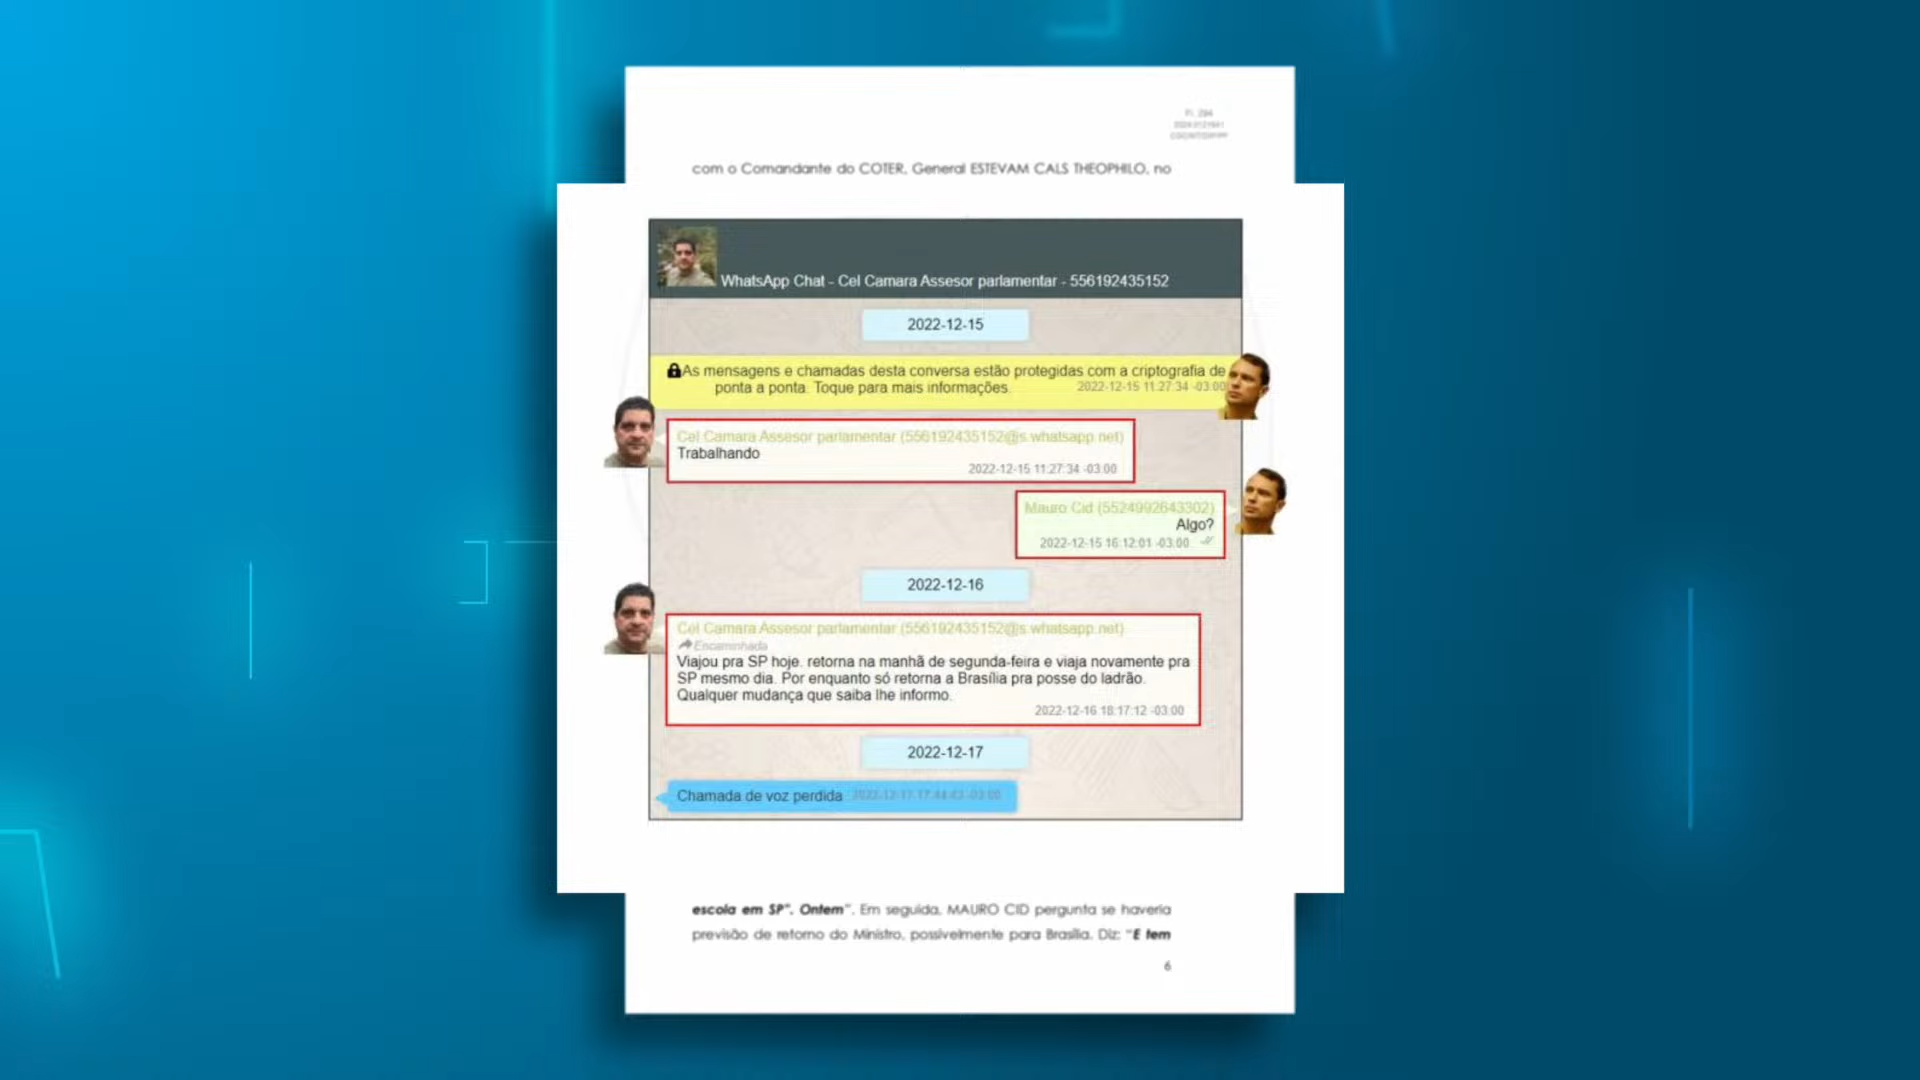 Fl. 294
com o Comandante do COTER, General ESTEVAM CALS THEOPHILO, no
WhatsApp Chat - Cel Camara Assesor parlamentar - 556192435152
2022-12-15
As mensagens e chamadas desta conversa estão protegidas com a criptografia de
ponta a ponta. Toque para mais informações.
2022-12-15 11:27:34 -03:00
Cel Camara Assesor parlamentar (556192435152@s.whatsapp.net)
Trabalhando
2022-12-15 11:27:34 -03:00
Mauro Cid (5524992643302)
Algo?
2022-12-15 16:12:01 -03:00
2022-12-16
Cel Camara Assesor parlamentar (556192435152@s.whatsapp.net)
Encaminhada
Viajou pra SP hoje. retorna na manhã de segunda-feira e viaja novamente pra
SP mesmo dia. Por enquanto só retorna a Brasília pra posse do ladrão.
Qualquer mudança que saiba lhe informo.
2022-12-16 18:17:12 -03:00
2022-12-17
Chamada de voz perdida
escola em SP". Ontem". Em seguida, MAURO CID pergunta se haveria
previsão de retorno do Ministro, possivelmente para Brasília. Diz: "E tem
6